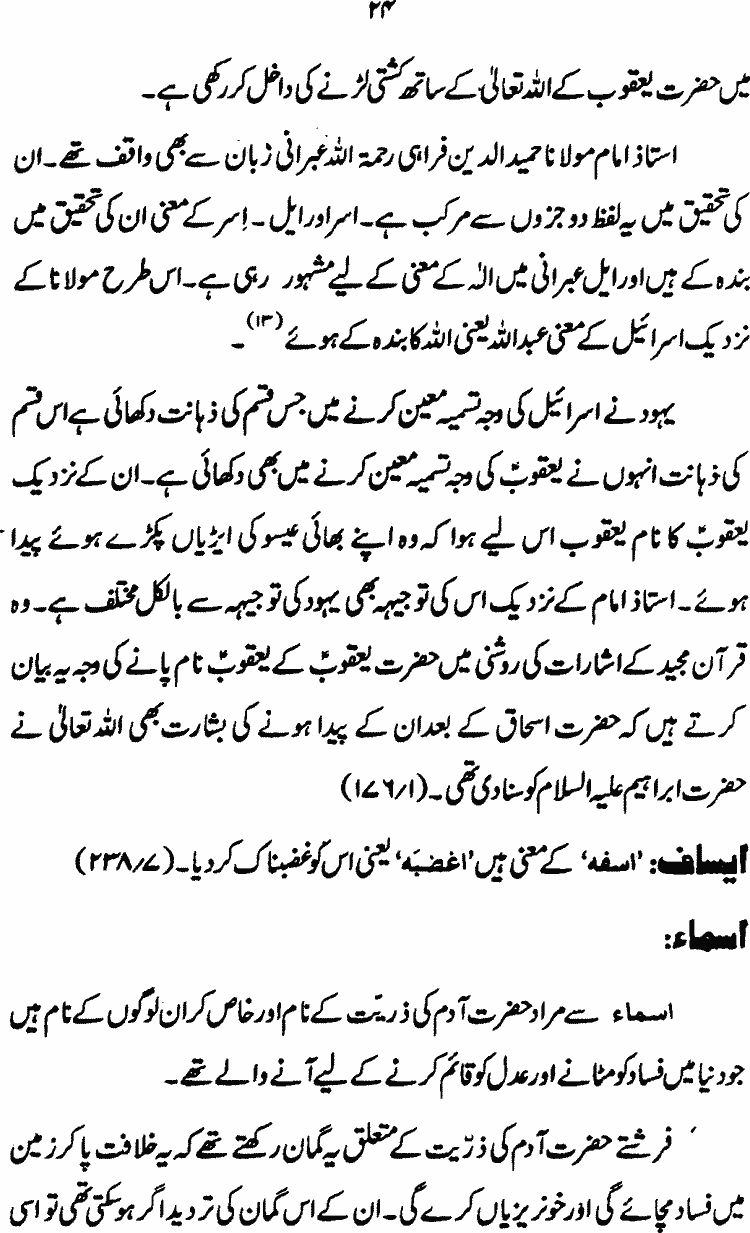 ۲۴
میں حضرت یعقوب کے اللہ تعالیٰ کے ساتھ کشتی لڑنے کی داخل کر رکھی ہے۔
استاذ امام مولانا حمید الدین فراہی رحمۃ اللہ عبرانی زبان سے بھی واقف تھے۔ ان
کی تحقیق میں یہ لفظ دو جزوں سے مرکب ہے۔ اسر اور ایل۔ اِسر کے معنی ان کی تحقیق میں
بندہ کے ہیں اور ایل عبرانی میں الٰہ کے معنی کے لیے مشہور رہی ہے۔ اس طرح مولانا کے
نزدیک اسرائیل کے معنی عبداللہ یعنی اللہ کا بندہ کے ہوئے (۱۳)۔
یہود نے اسرائیل کی وجہ تسمیہ معین کرنے میں جس قسم کی ذہانت دکھائی ہے اس قسم
کی ذہانت انہوں نے یعقوبؑ کی وجہ تسمیہ معین کرنے میں بھی دکھائی ہے۔ ان کے نزدیک
یعقوبؑ کا نام یعقوب اس لیے ہوا کہ وہ اپنے بھائی عیسو کی ایڑیاں پکڑے ہوئے پیدا
ہوئے۔ استاذ امام کے نزدیک اس کی توجیہہ بھی یہود کی توجیہہ سے بالکل مختلف ہے۔ وہ
قرآن مجید کے اشارات کی روشنی میں حضرت یعقوبؑ کے یعقوبؑ نام پانے کی وجہ یہ بیان
کرتے ہیں کہ حضرت اسحاق کے بعد ان کے پیدا ہونے کی بشارت بھی اللہ تعالیٰ نے
حضرت ابراہیم علیہ السلام کو سنا دی تھی۔ (۱۷۶/۱)
ایساف: 'اسفه' کے معنی ہیں 'اغضبَه' یعنی اس کو غضبناک کر دیا۔ (۲۳۸/۷)
اسماء:
اسماء سے مراد حضرت آدم کی ذریّت کے نام اور خاص کر ان لوگوں کے نام ہیں
جو دنیا میں فساد کو مٹانے اور عدل کو قائم کرنے کے لیے آنے والے تھے۔
فرشتے حضرت آدم کی ذرّیت کے متعلق یہ گمان رکھتے تھے کہ یہ خلافت پا کر زمین
میں فساد مچائے گی اور خونریزیاں کرے گی۔ ان کے اس گمان کی تردید اگر ہو سکتی تھی تو اسی